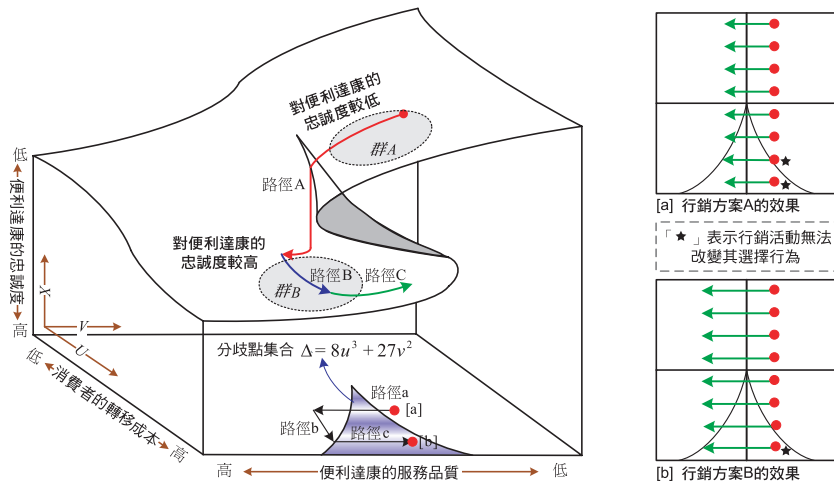 對便利達康的
忠誠度較低
群A
路徑A
低
便利達康的忠誠度
高
X
V
U
對便利達康的
忠誠度較高
路徑B
路徑C
群B
分歧點集合 Δ = 8u³ + 27v²
低
消費者的轉移成本
高
路徑a
[a]
路徑b
路徑c
[b]
高
便利達康的服務品質
低
★
★
[a] 行銷方案A的效果
「★」表示行銷活動無法
改變其選擇行為
★
[b] 行銷方案B的效果